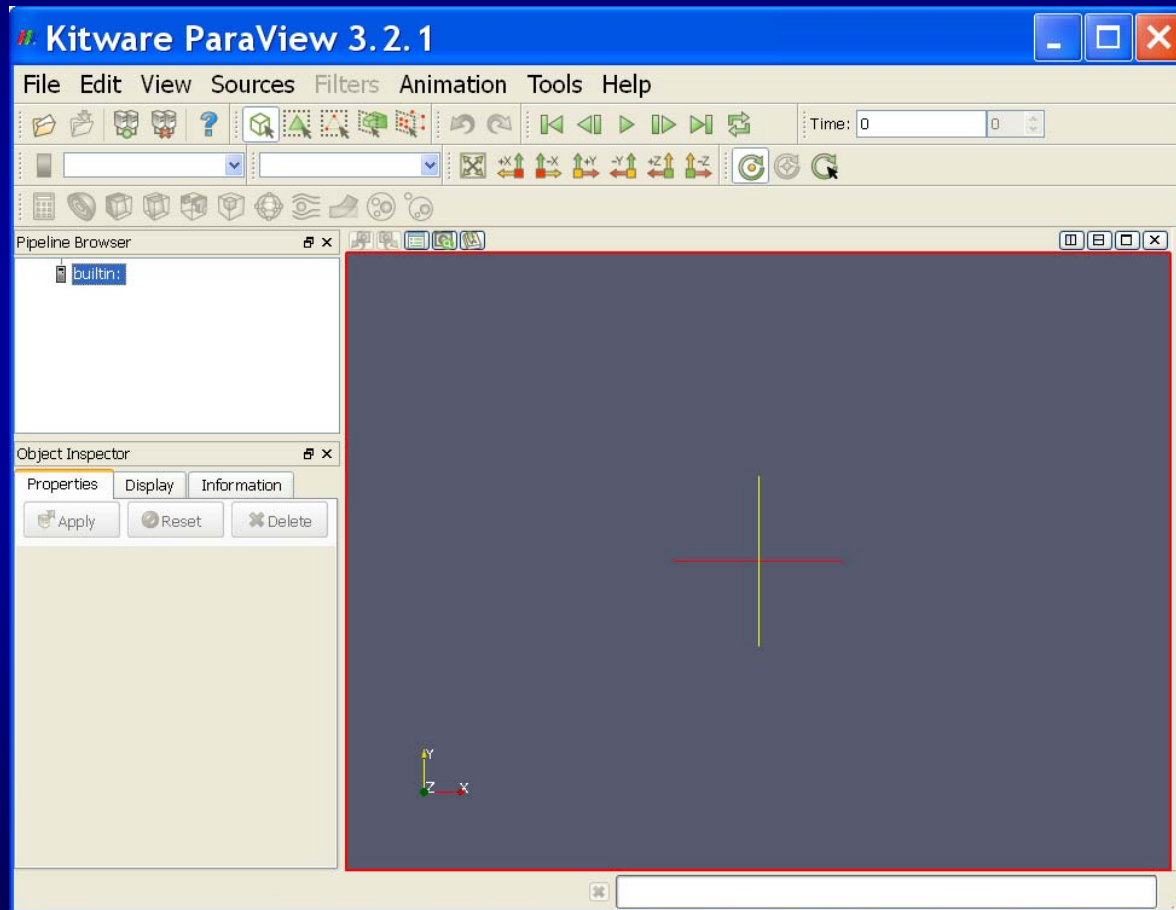 Kitware ParaView 3.2.1
File Edit View Sources Filters Animation Tools Help
Time: 0 0
+X -X +Y -Y +Z -Z
Pipeline Browser
builtin:
Object Inspector
Properties Display Information
Apply Reset Delete
Y
Z X